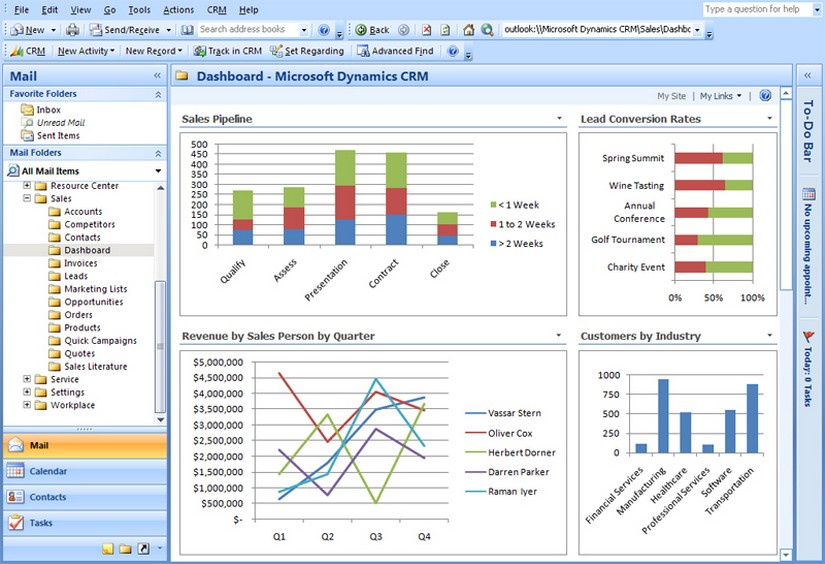 File Edit View Go Tools Actions CRM Help
Type a question for help
New Send/Receive Search address books Back outlook:\\Microsoft Dynamics CRM\Sales\Dashbo
CRM New Activity New Record Track in CRM Set Regarding Advanced Find
Mail
Favorite Folders
Inbox
Unread Mail
Sent Items
Mail Folders
All Mail Items
Resource Center
Sales
Accounts
Competitors
Contacts
Dashboard
Invoices
Leads
Marketing Lists
Opportunities
Orders
Products
Quick Campaigns
Quotes
Sales Literature
Service
Settings
Workplace
Mail
Calendar
Contacts
Tasks
Dashboard - Microsoft Dynamics CRM
My Site | My Links |
Sales Pipeline
500
450
400
350
300
250
200
150
100
50
0
Qualify
Assess
Presentation
Contract
Close
< 1 Week
1 to 2 Weeks
> 2 Weeks
Lead Conversion Rates
Spring Summit
Wine Tasting
Annual
Conference
Golf Tournament
Charity Event
0% 50% 100%
Revenue by Sales Person by Quarter
$5,000,000
$4,500,000
$4,000,000
$3,500,000
$3,000,000
$2,500,000
$2,000,000
$1,500,000
$1,000,000
$500,000
$-
Q1 Q2 Q3 Q4
Vassar Stern
Oliver Cox
Herbert Dorner
Darren Parker
Raman Iyer
Customers by Industry
1000
750
500
250
0
Financial Services
Manufacturing
Healthcare
Professional Services
Software
Transportation
To-Do Bar
No upcoming appoint...
Today: 0 Tasks